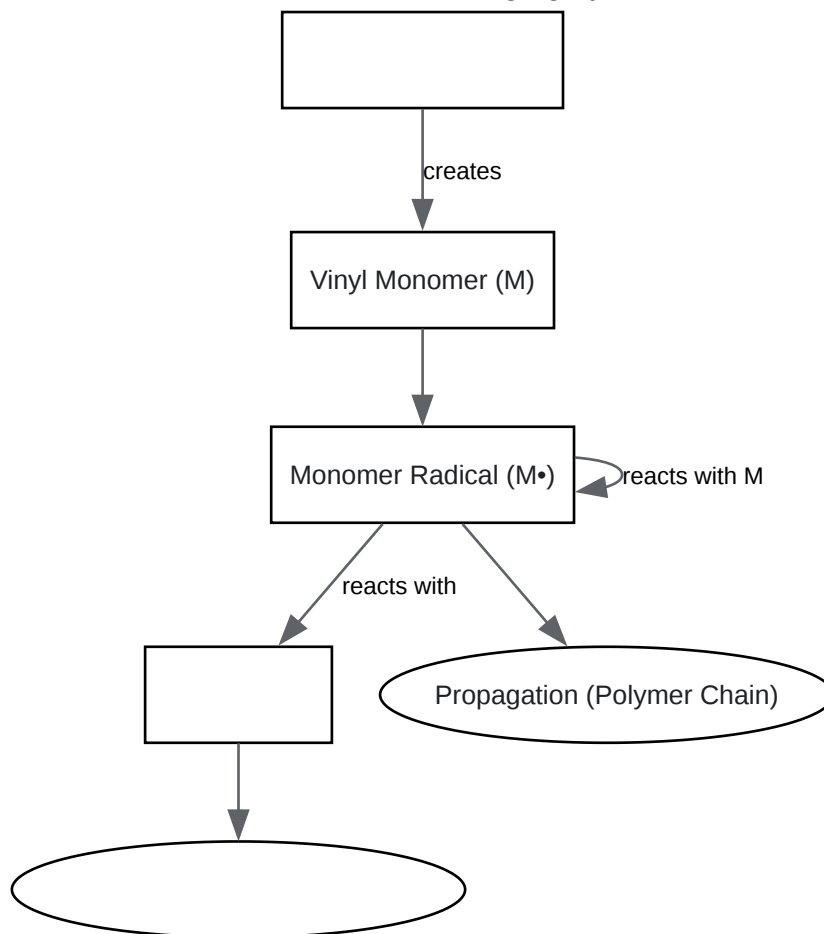 creates
Vinyl Monomer (M)
Monomer Radical (M•)
reacts with M
reacts with
Propagation (Polymer Chain)